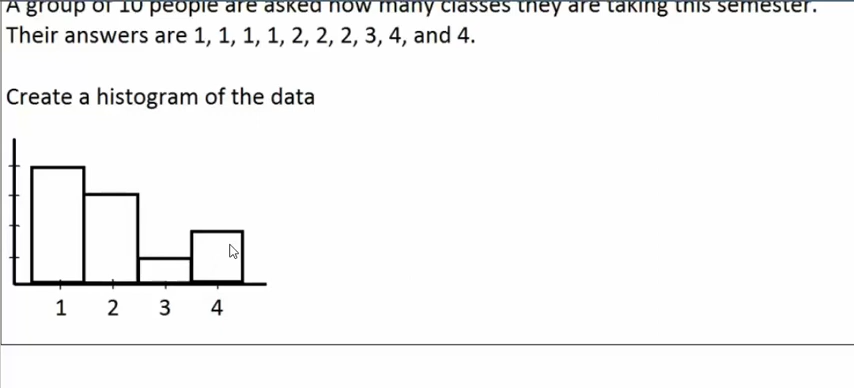 A group of 10 people are asked how many classes they are taking this semester.
Their answers are 1, 1, 1, 1, 2, 2, 2, 3, 4, and 4.
Create a histogram of the data
1 2 3 4